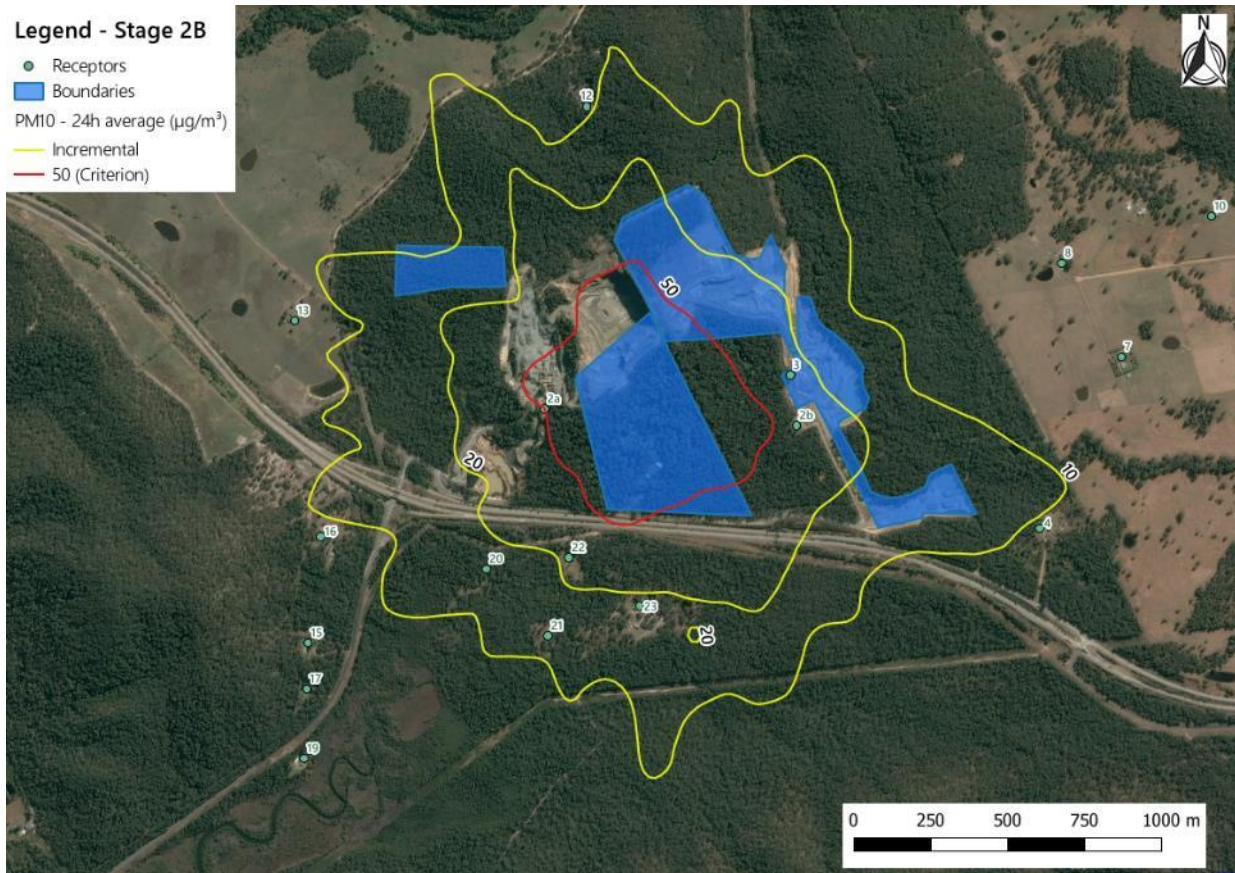 Legend - Stage 2B
Receptors
Boundaries
PM10 - 24h average (µg/m³)
Incremental
50 (Criterion)
N
12
10
8
13
50
7
3
2a
2b
20
10
4
16
22
20
23
21
20
15
17
19
0 250 500 750 1000 m